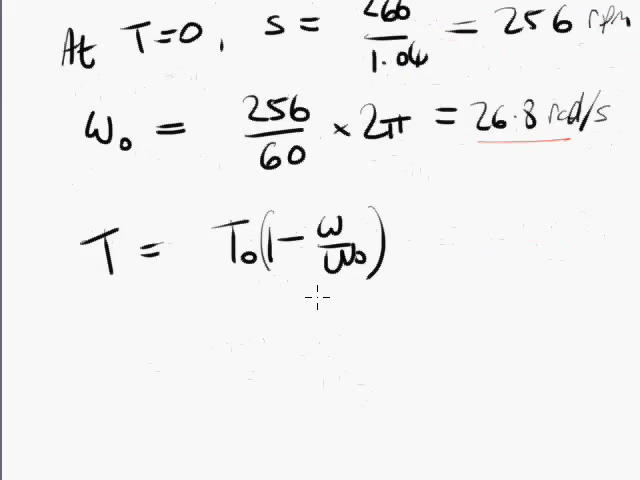 At T=0, s = 266/1.04 = 256 rpm
ω₀ = 256/60 × 2π = 26.8 rad/s
T = T₀(1 − ω/ω₀)